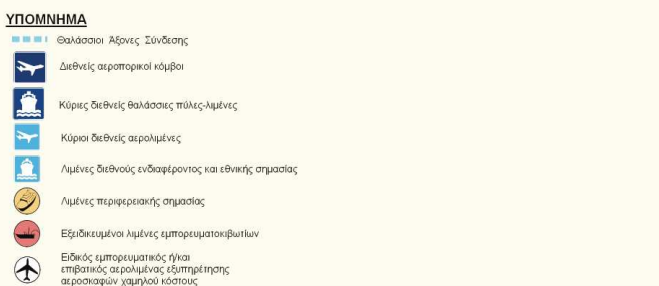 ΥΠΟΜΝΗΜΑ
Θαλάσσιοι Άξονες Σύνδεσης
Διεθνείς αεροπορικοί κόμβοι
Κύριες διεθνείς θαλάσσιες πύλες-λιμένες
Κύριοι διεθνείς αερολιμένες
Λιμένες διεθνούς ενδιαφέροντος και εθνικής σημασίας
Λιμένες περιφερειακής σημασίας
Εξειδικευμένοι λιμένες εμπορευματοκιβωτίων
Ειδικός εμπορευματικός ή/και
επιβατικός αερολιμένας εξυπηρέτησης
αεροσκαφών χαμηλού κόστους